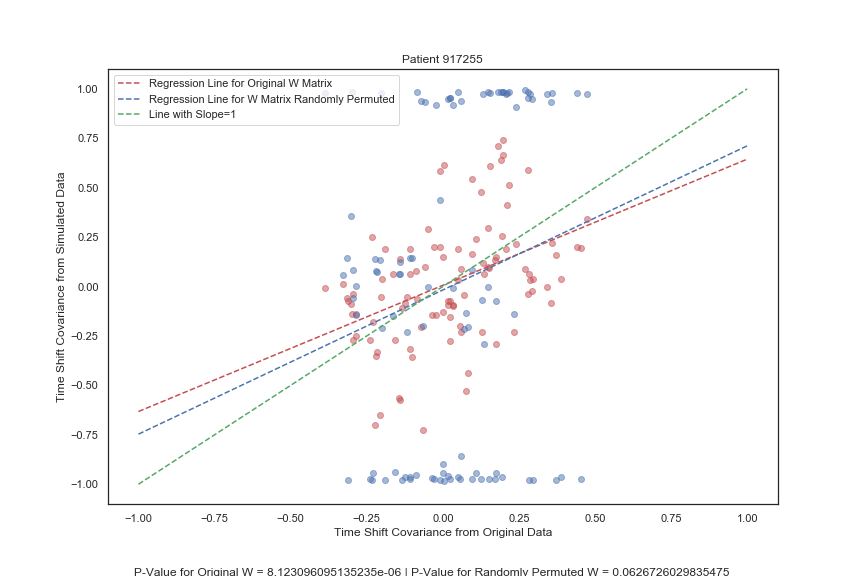 Patient 917255
Regression Line for Original W Matrix
Regression Line for W Matrix Randomly Permuted
Line with Slope=1
Time Shift Covariance from Simulated Data
1.00
0.75
0.50
0.25
0.00
−0.25
−0.50
−0.75
−1.00
−1.00 −0.75 −0.50 −0.25 0.00 0.25 0.50 0.75 1.00
Time Shift Covariance from Original Data
P-Value for Original W = 8.123096095135235e-06 | P-Value for Randomly Permuted W = 0.0626726029835475